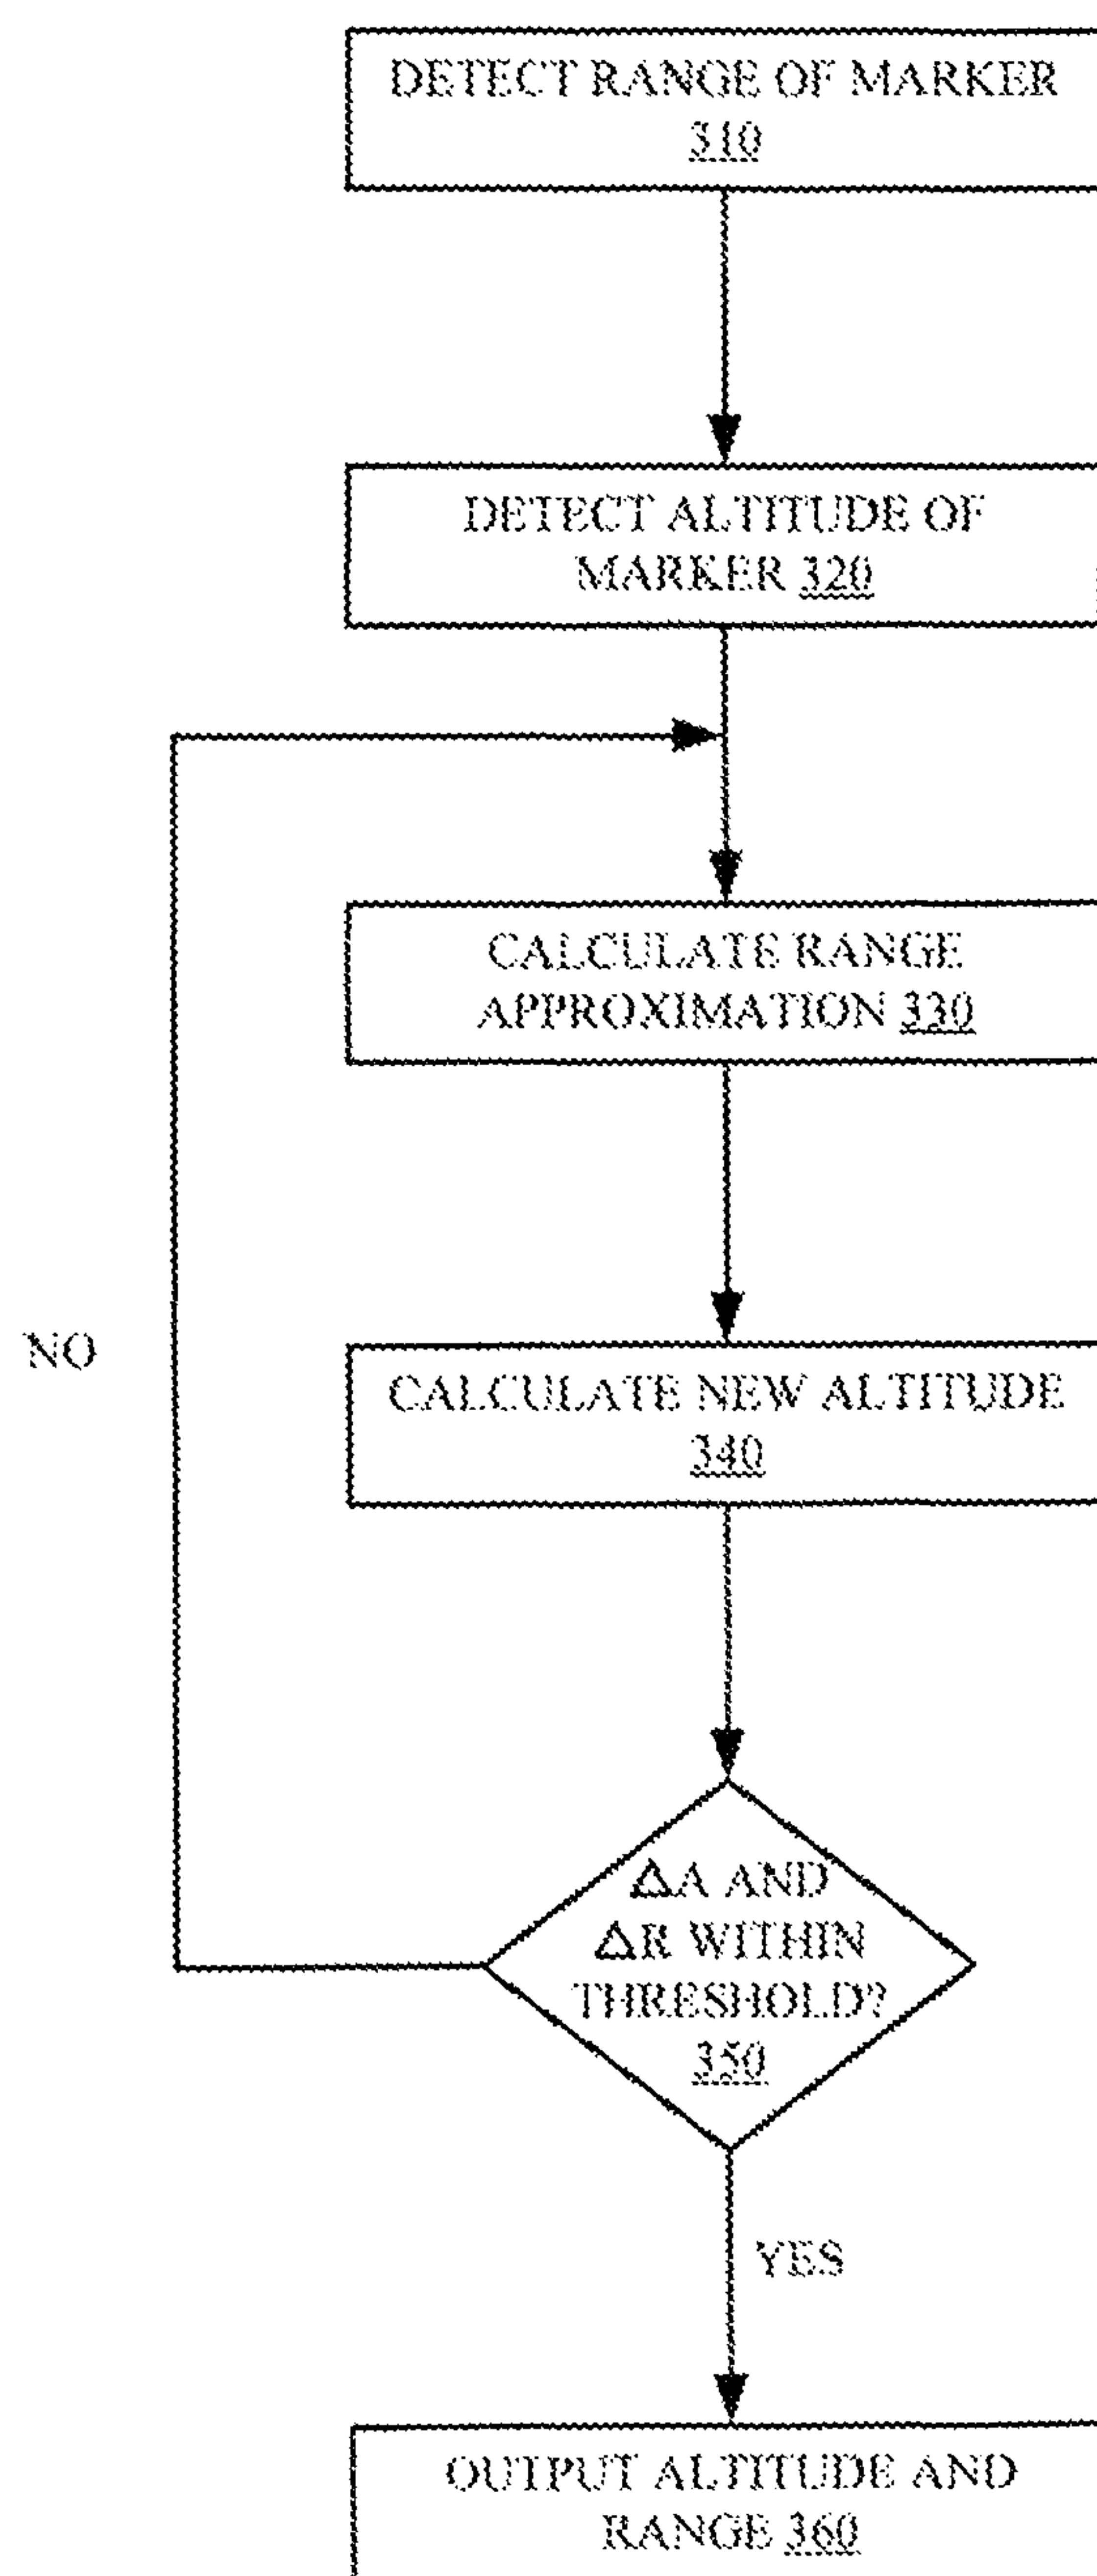 DETECT RANGE OF MARKER
310
DETECT ALTITUDE OF
MARKER 320
CALCULATE RANGE
APPROXIMATION 330
NO
CALCULATE NEW ALTITUDE
340
ΔA AND
ΔR WITHIN
THRESHOLD?
350
YES
OUTPUT ALTITUDE AND
RANGE 360